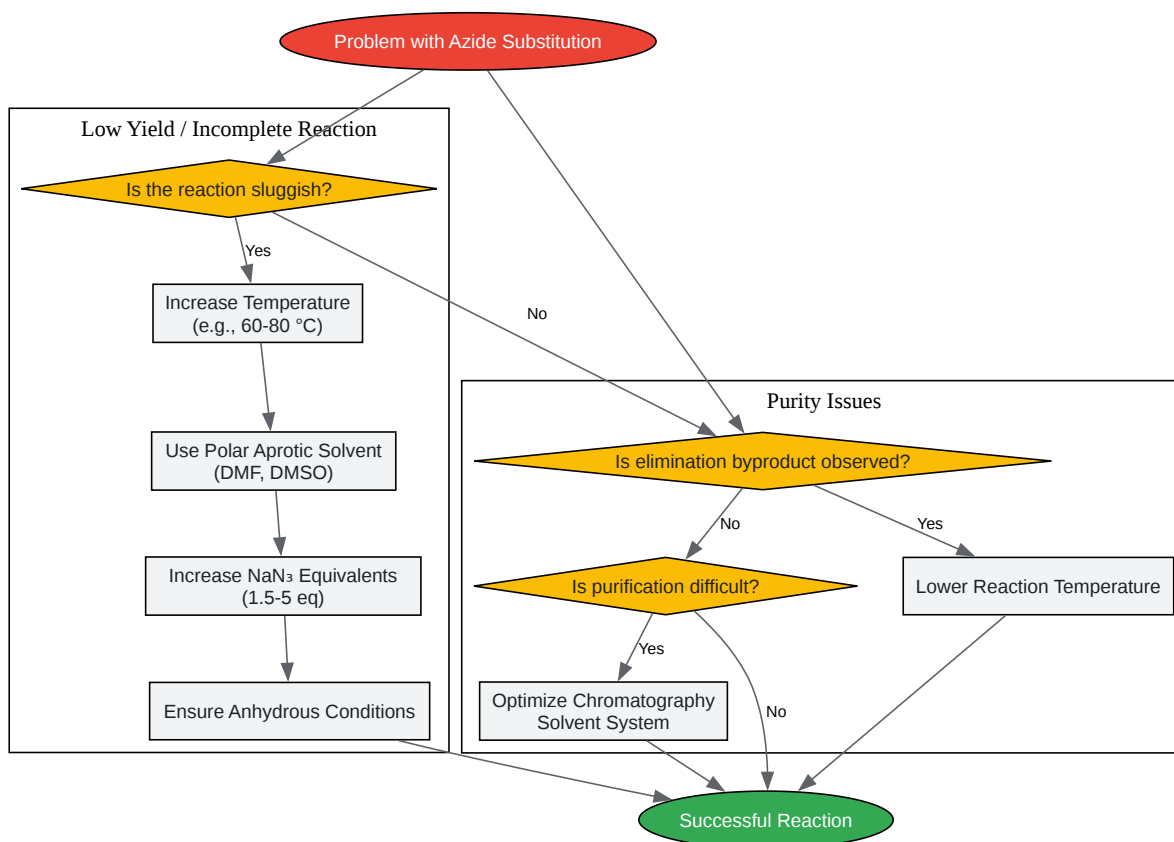 Problem with Azide Substitution
Low Yield / Incomplete Reaction
Is the reaction sluggish?
Yes
Increase Temperature
(e.g., 60-80 °C)
No
Use Polar Aprotic Solvent
(DMF, DMSO)
Increase NaN₃ Equivalents
(1.5-5 eq)
Ensure Anhydrous Conditions
Purity Issues
Is elimination byproduct observed?
No
Yes
Is purification difficult?
Lower Reaction Temperature
Yes
No
Optimize Chromatography
Solvent System
Successful Reaction